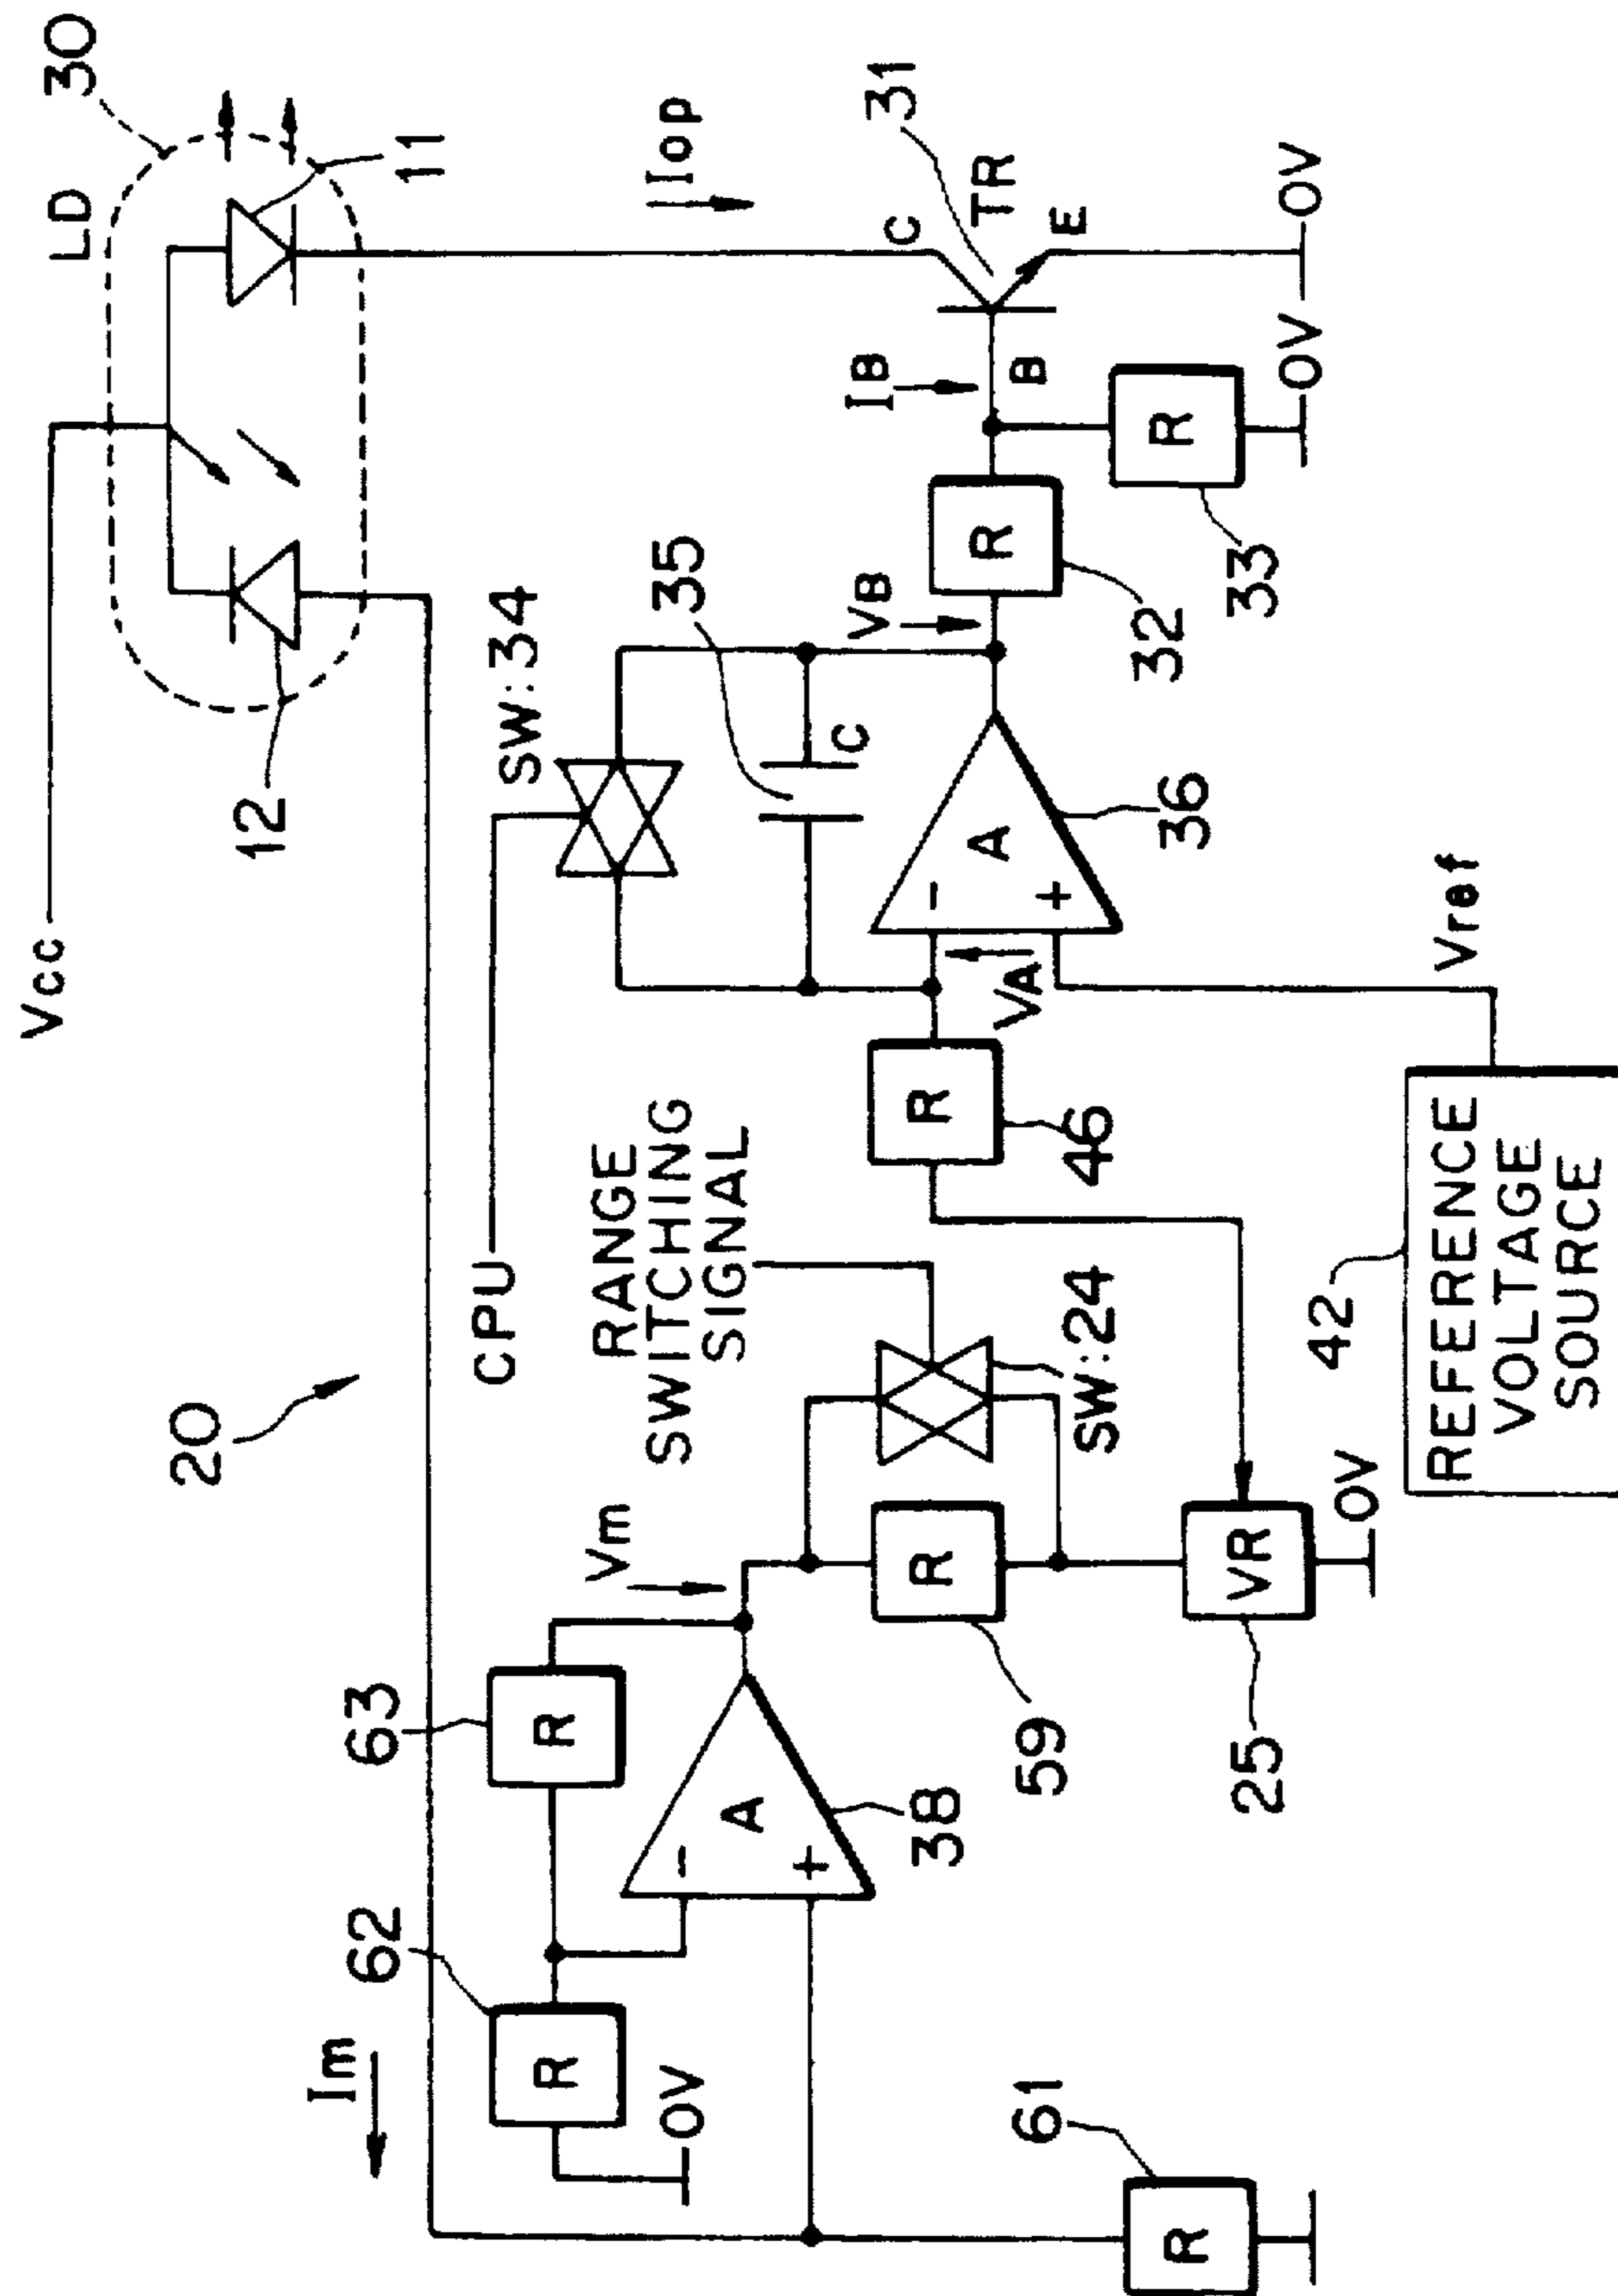 Vcc
LD
30
11
12
Iop
C
31
TR
E
0V
IB
B
R
33
0V
R
32
VB
SW:34
35
C
A
-
+
36
VA
Vref
CPU
20
RANGE
SWITCHING
SIGNAL
R
46
42
REFERENCE
VOLTAGE
SOURCE
SW:24
Vm
R
59
VR
25
0V
R
63
A
-
+
38
62
R
0V
Im
61
R